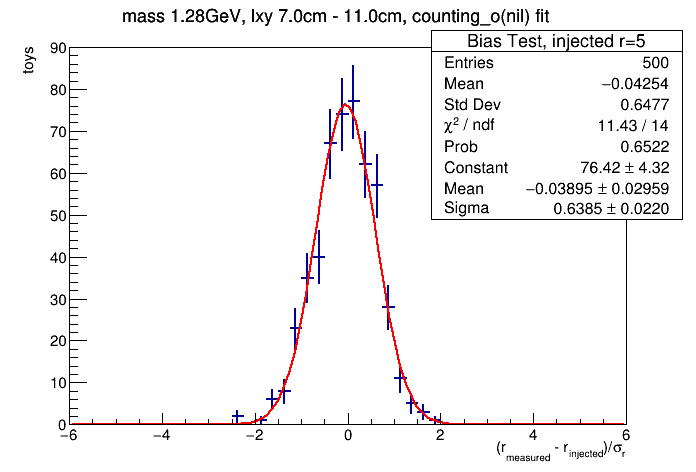 mass 1.28GeV, lxy 7.0cm - 11.0cm, counting_o(nil) fit
Bias Test, injected r=5
Entries 500
Mean −0.04254
Std Dev 0.6477
χ² / ndf 11.43 / 14
Prob 0.6522
Constant 76.42 ± 4.32
Mean −0.03895 ± 0.02959
Sigma 0.6385 ± 0.0220
toys
90
80
70
60
50
40
30
20
10
0
−6 −4 −2 0 2 4 6
(r_measured - r_injected)/σ_r